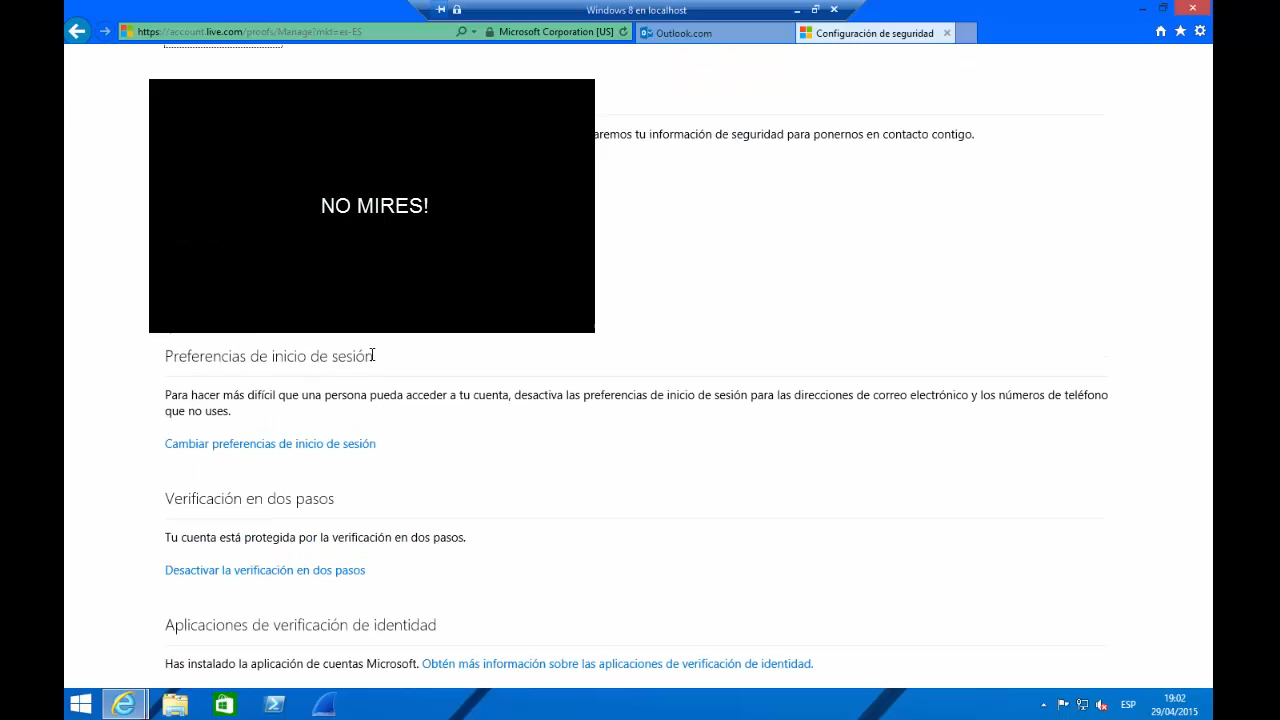 Windows 8 en localhost
https://account.live.com/proofs/Manage?mkt=es-ES
Microsoft Corporation [US]
Outlook.com
Configuración de seguridad
aremos tu información de seguridad para ponernos en contacto contigo.
NO MIRES!
Preferencias de inicio de sesión
Para hacer más difícil que una persona pueda acceder a tu cuenta, desactiva las preferencias de inicio de sesión para las direcciones de correo electrónico y los números de teléfono
que no uses.
Cambiar preferencias de inicio de sesión
Verificación en dos pasos
Tu cuenta está protegida por la verificación en dos pasos.
Desactivar la verificación en dos pasos
Aplicaciones de verificación de identidad
Has instalado la aplicación de cuentas Microsoft. Obtén más información sobre las aplicaciones de verificación de identidad.
ESP
19:02
29/04/2015